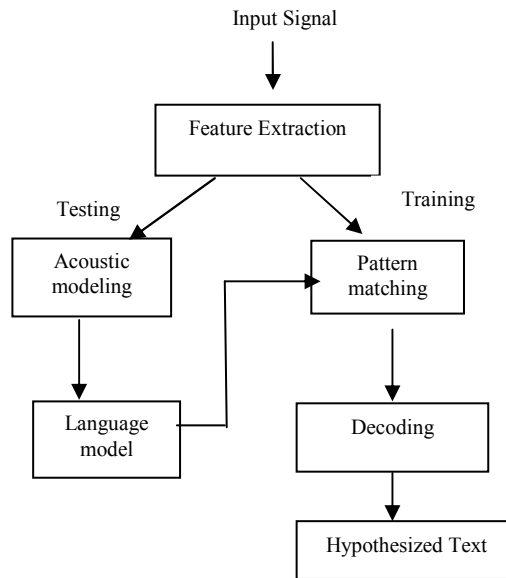 Input Signal
Feature Extraction
Testing
Training
Acoustic
modeling
Pattern
matching
Language
model
Decoding
Hypothesized Text